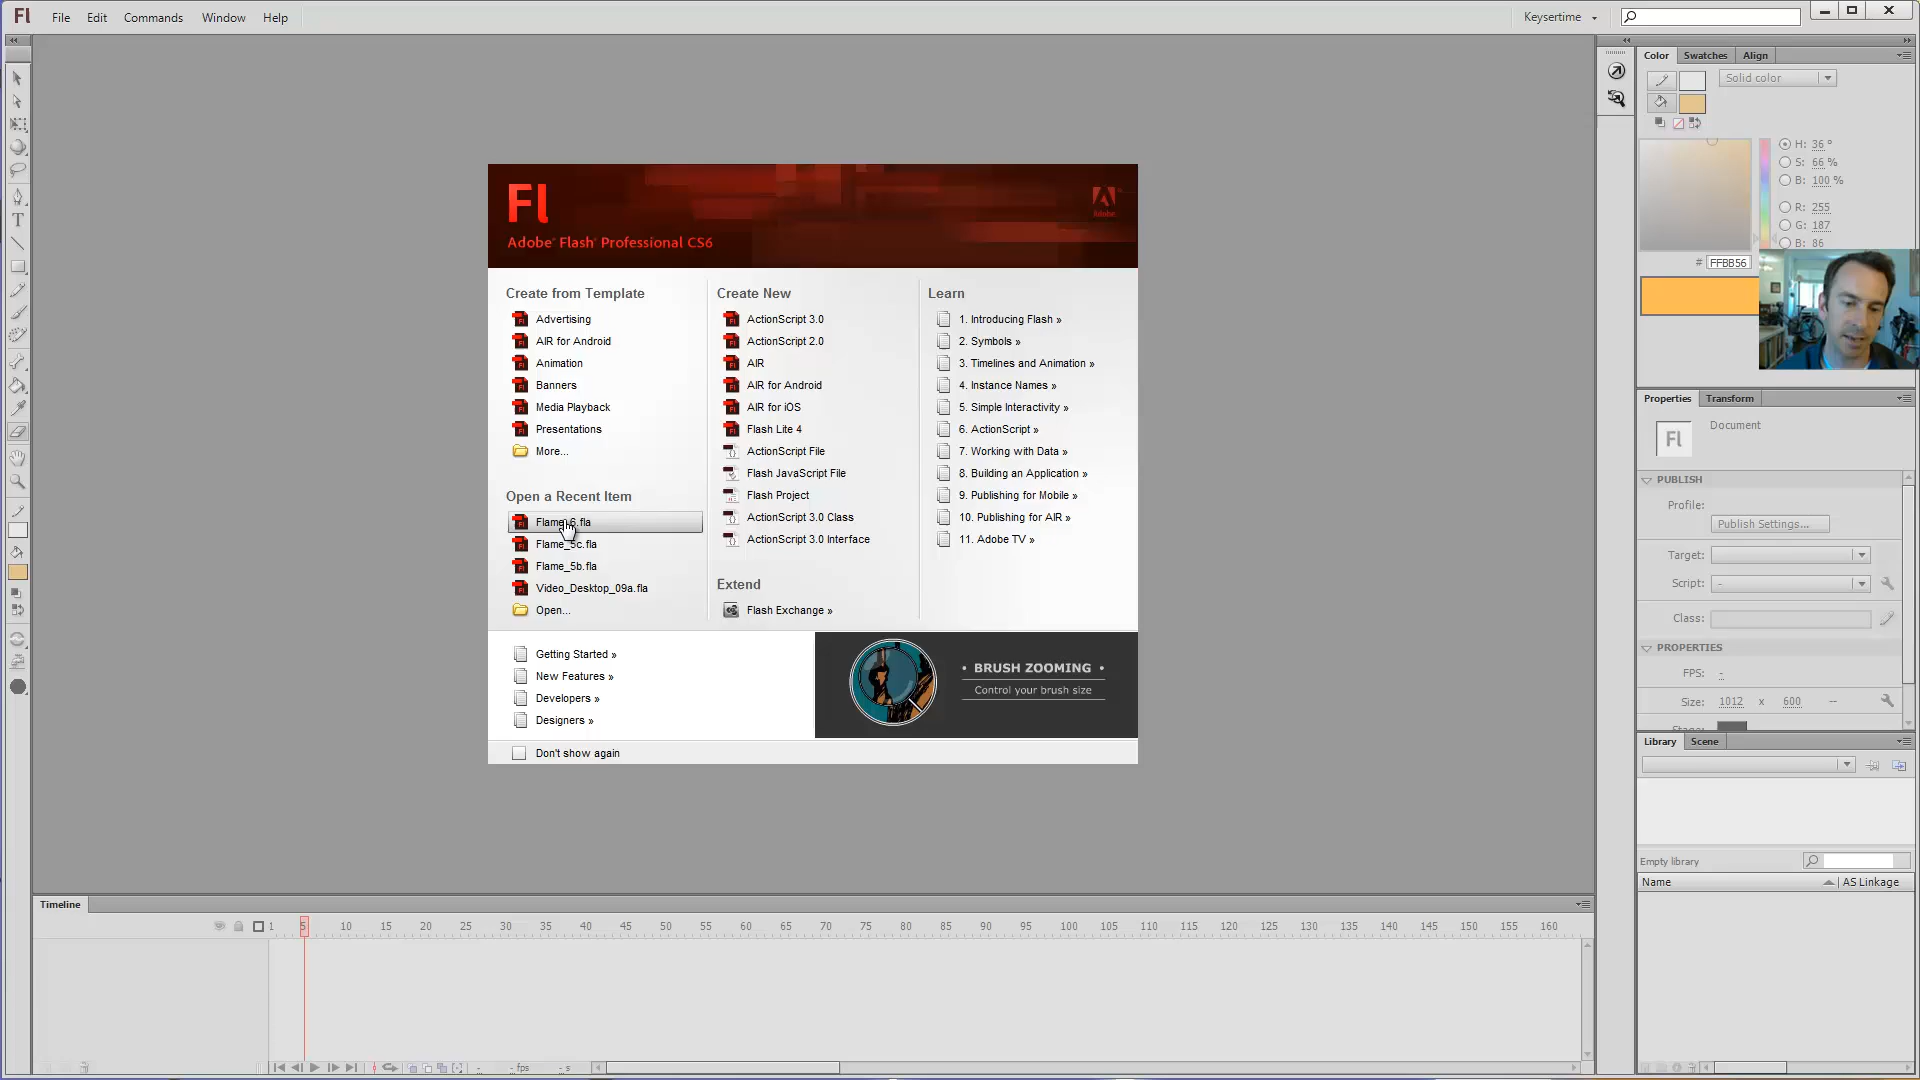 Fl File Edit Commands Window Help Keysertime
Color Swatches Align
Solid color
H: 36 °
S: 66 %
B: 100 %
R: 255
G: 187
B: 86
# FFBB56
Fl
Adobe
Adobe® Flash® Professional CS6
Create from Template
Advertising
AIR for Android
Animation
Banners
Media Playback
Presentations
More...
Open a Recent Item
Flame_6.fla
Flame_5c.fla
Flame_5b.fla
Video_Desktop_09a.fla
Open...
Create New
ActionScript 3.0
ActionScript 2.0
AIR
AIR for Android
AIR for iOS
Flash Lite 4
ActionScript File
Flash JavaScript File
Flash Project
ActionScript 3.0 Class
ActionScript 3.0 Interface
Extend
Flash Exchange »
Learn
1. Introducing Flash »
2. Symbols »
3. Timelines and Animation »
4. Instance Names »
5. Simple Interactivity »
6. ActionScript »
7. Working with Data »
8. Building an Application »
9. Publishing for Mobile »
10. Publishing for AIR »
11. Adobe TV »
Getting Started »
New Features »
Developers »
Designers »
• BRUSH ZOOMING •
Control your brush size
Don't show again
Properties Transform
Fl Document
PUBLISH
Profile:
Publish Settings...
Target:
Script: -
Class:
PROPERTIES
FPS: -
Size: 1012 x 600 --
Library Scene
Empty library
Name AS Linkage
Timeline
1 5 10 15 20 25 30 35 40 45 50 55 60 65 70 75 80 85 90 95 100 105 110 115 120 125 130 135 140 145 150 155 160
- - fps - s